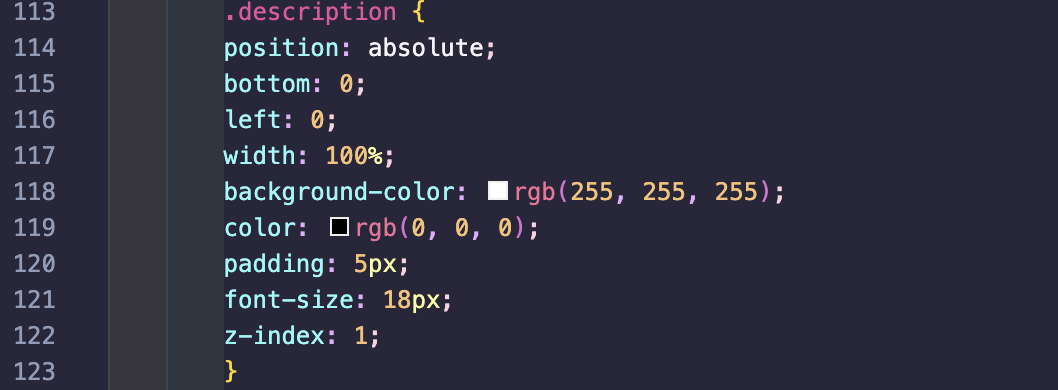 113 .description {
114 position: absolute;
115 bottom: 0;
116 left: 0;
117 width: 100%;
118 background-color: rgb(255, 255, 255);
119 color: rgb(0, 0, 0);
120 padding: 5px;
121 font-size: 18px;
122 z-index: 1;
123 }